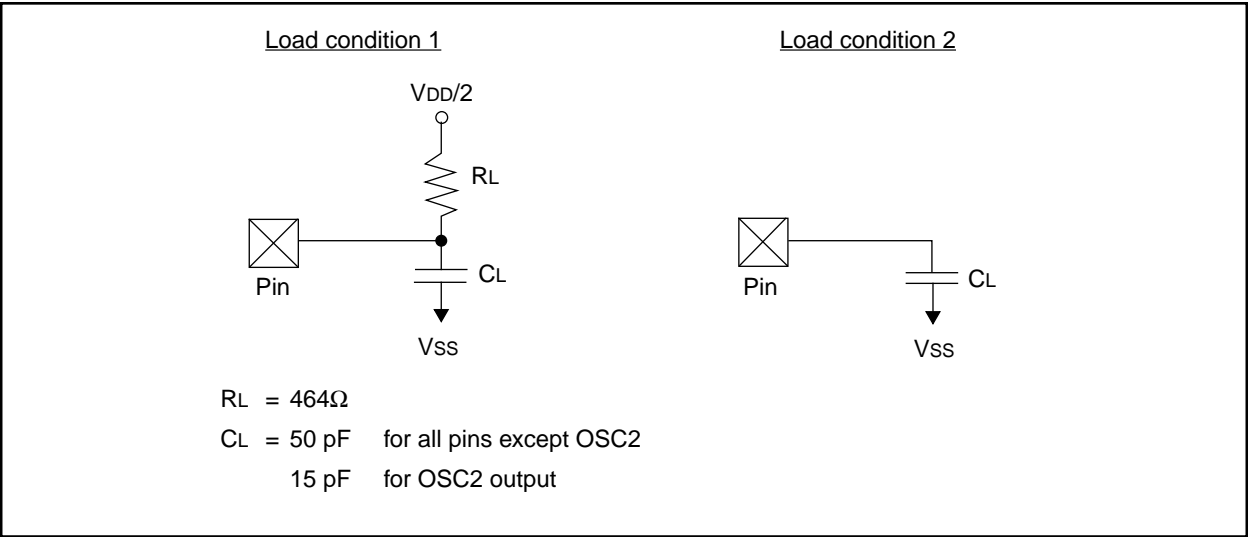 Load condition 1
VDD/2
RL
Pin
CL
VSS
Load condition 2
Pin
CL
VSS
RL = 464Ω
CL = 50 pF for all pins except OSC2
15 pF for OSC2 output